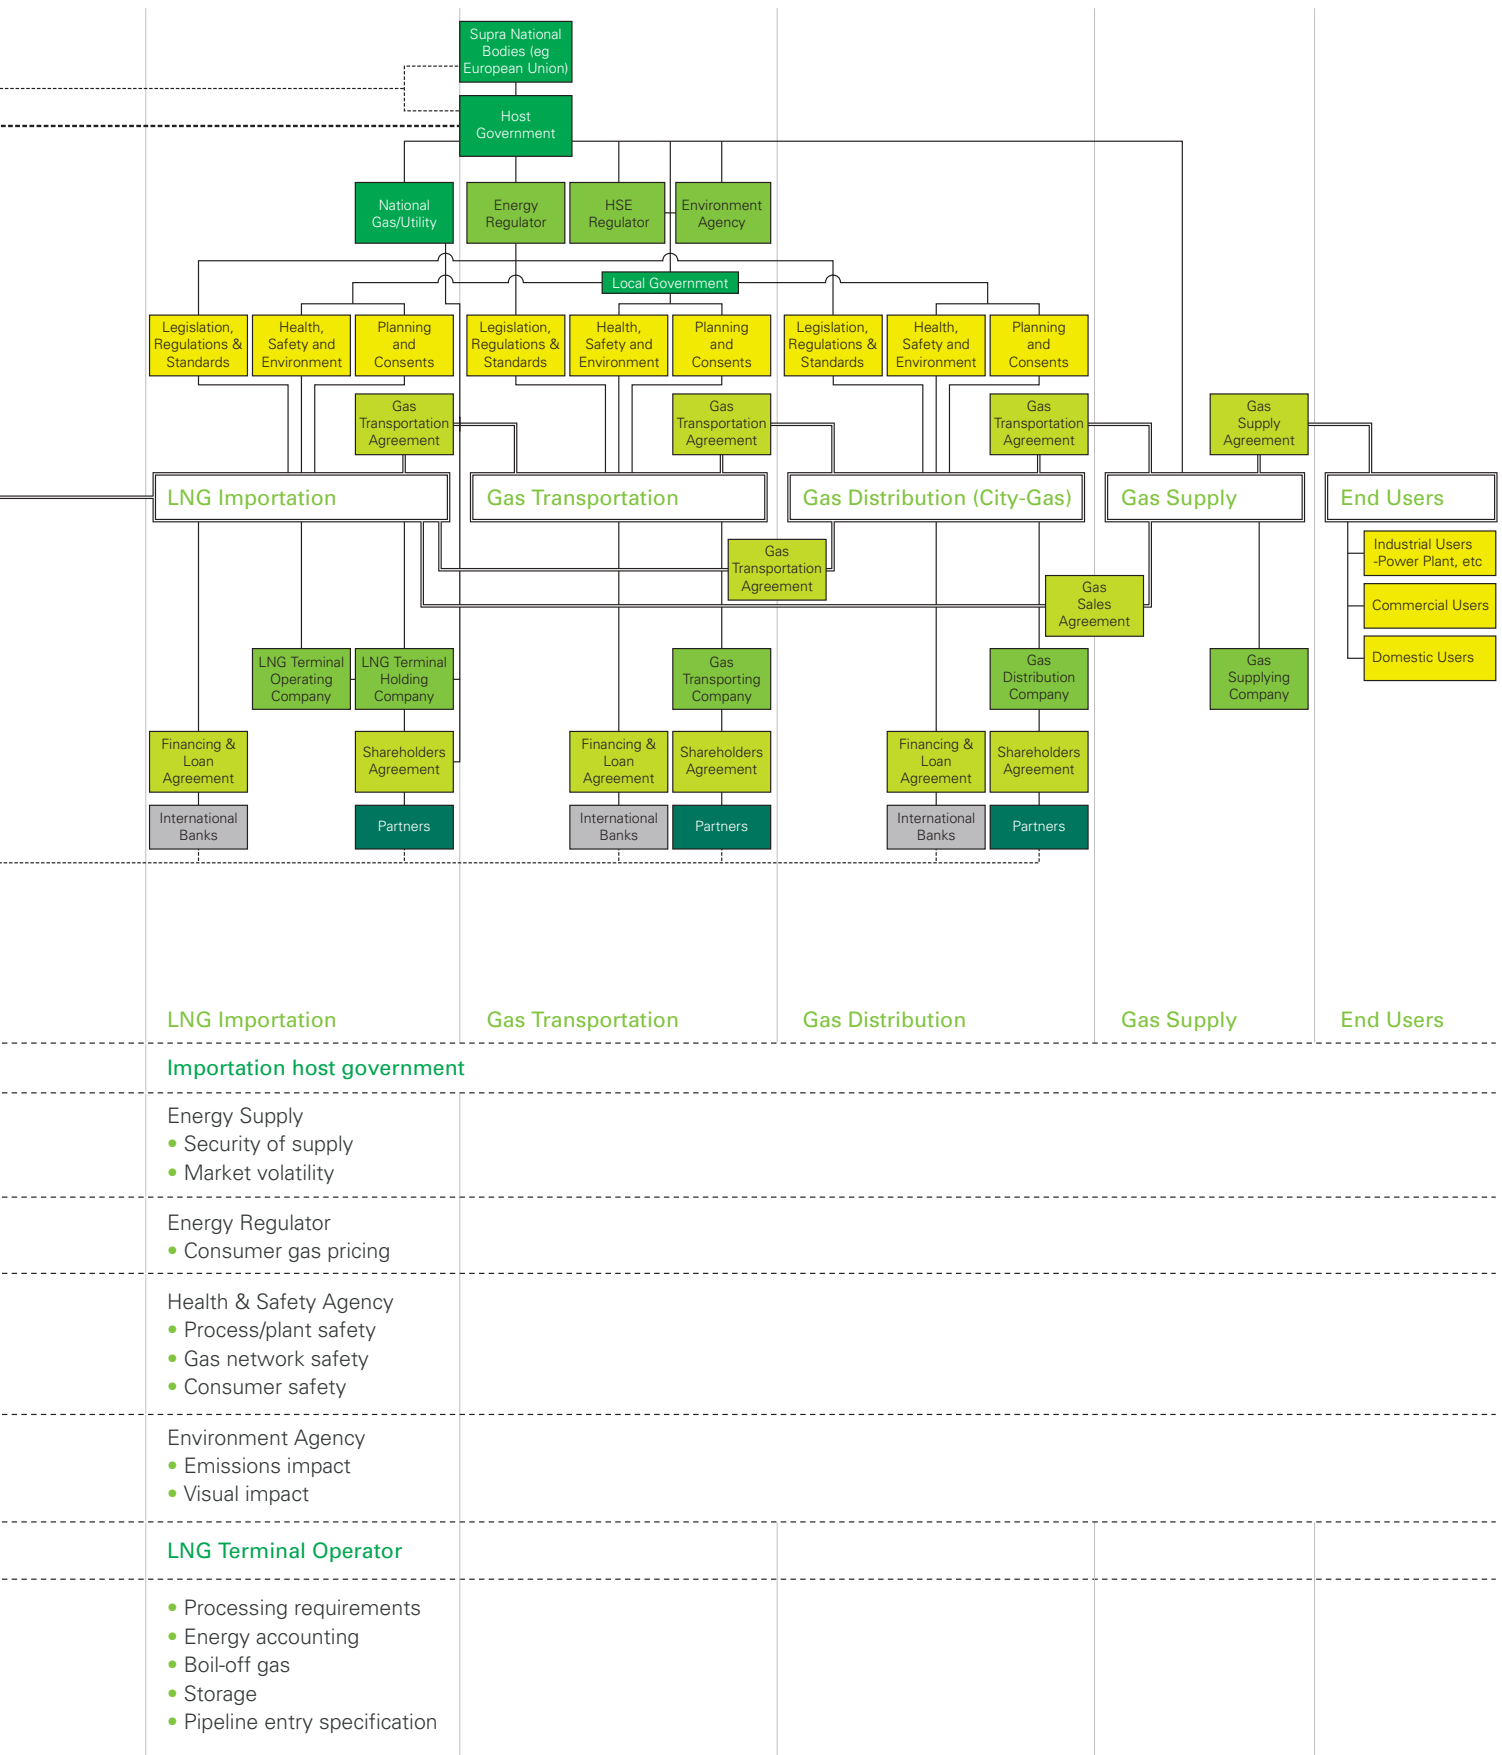 Supra National
Bodies (eg
European Union)
Host
Government
National
Gas/Utility
Energy
Regulator
HSE
Regulator
Environment
Agency
Local Government
Legislation,
Regulations &
Standards
Health,
Safety and
Environment
Planning
and
Consents
Legislation,
Regulations &
Standards
Health,
Safety and
Environment
Planning
and
Consents
Legislation,
Regulations &
Standards
Health,
Safety and
Environment
Planning
and
Consents
Gas
Transportation
Agreement
Gas
Transportation
Agreement
Gas
Transportation
Agreement
Gas
Supply
Agreement
LNG Importation
Gas Transportation
Gas Distribution (City-Gas)
Gas Supply
End Users
Industrial Users
-Power Plant, etc
Commercial Users
Domestic Users
Gas
Transportation
Agreement
Gas
Sales
Agreement
LNG Terminal
Operating
Company
LNG Terminal
Holding
Company
Gas
Transporting
Company
Gas
Distribution
Company
Gas
Supplying
Company
Financing &
Loan
Agreement
Shareholders
Agreement
Financing &
Loan
Agreement
Shareholders
Agreement
Financing &
Loan
Agreement
Shareholders
Agreement
International
Banks
Partners
International
Banks
Partners
International
Banks
Partners
LNG Importation
Gas Transportation
Gas Distribution
Gas Supply
End Users
Importation host government
Energy Supply
• Security of supply
• Market volatility
Energy Regulator
• Consumer gas pricing
Health & Safety Agency
• Process/plant safety
• Gas network safety
• Consumer safety
Environment Agency
• Emissions impact
• Visual impact
LNG Terminal Operator
• Processing requirements
• Energy accounting
• Boil-off gas
• Storage
• Pipeline entry specification